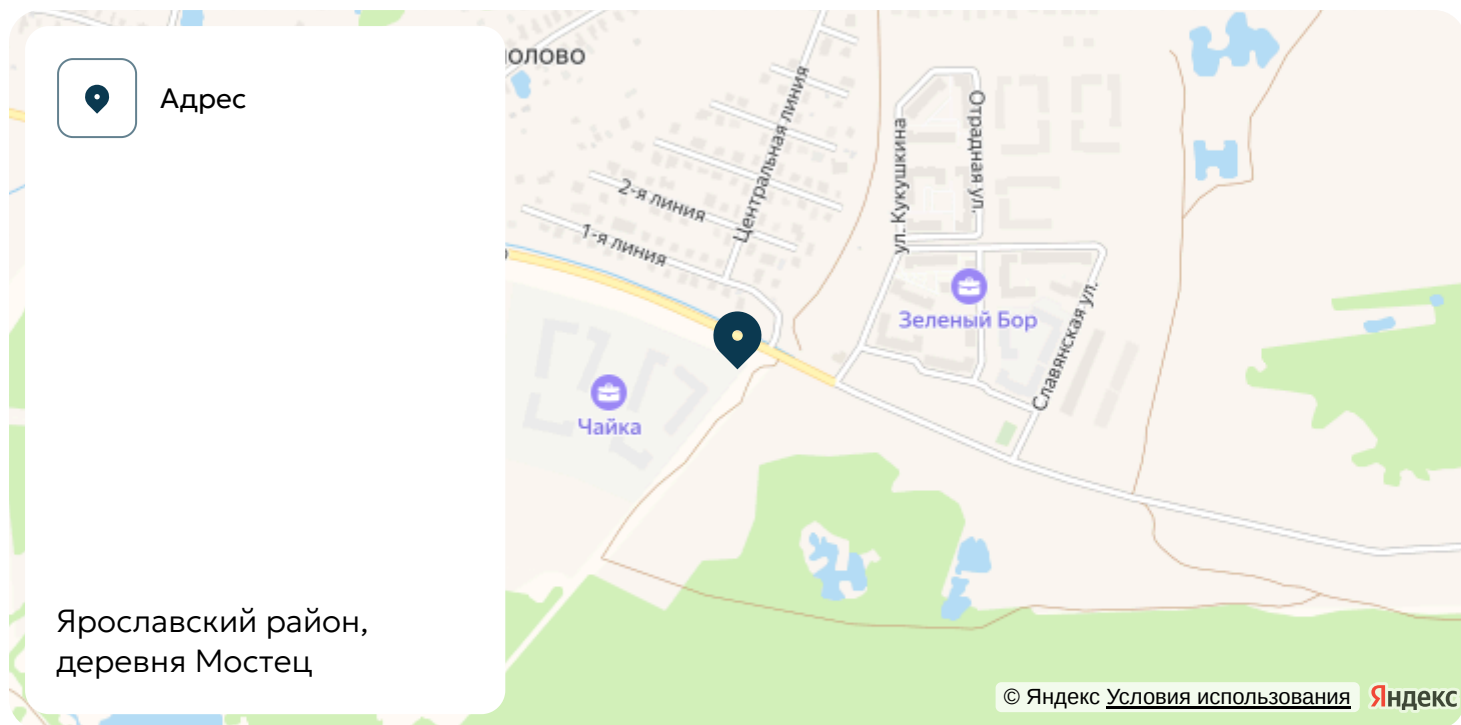 Адрес
Ярославский район,
деревня Мостец
ОЛОВО
Центральная линия
2-я линия
1-я линия
ул. Кукушкина
Отрадная ул.
Зеленый Бор
Славянская ул.
Чайка
© Яндекс Условия использования Яндекс